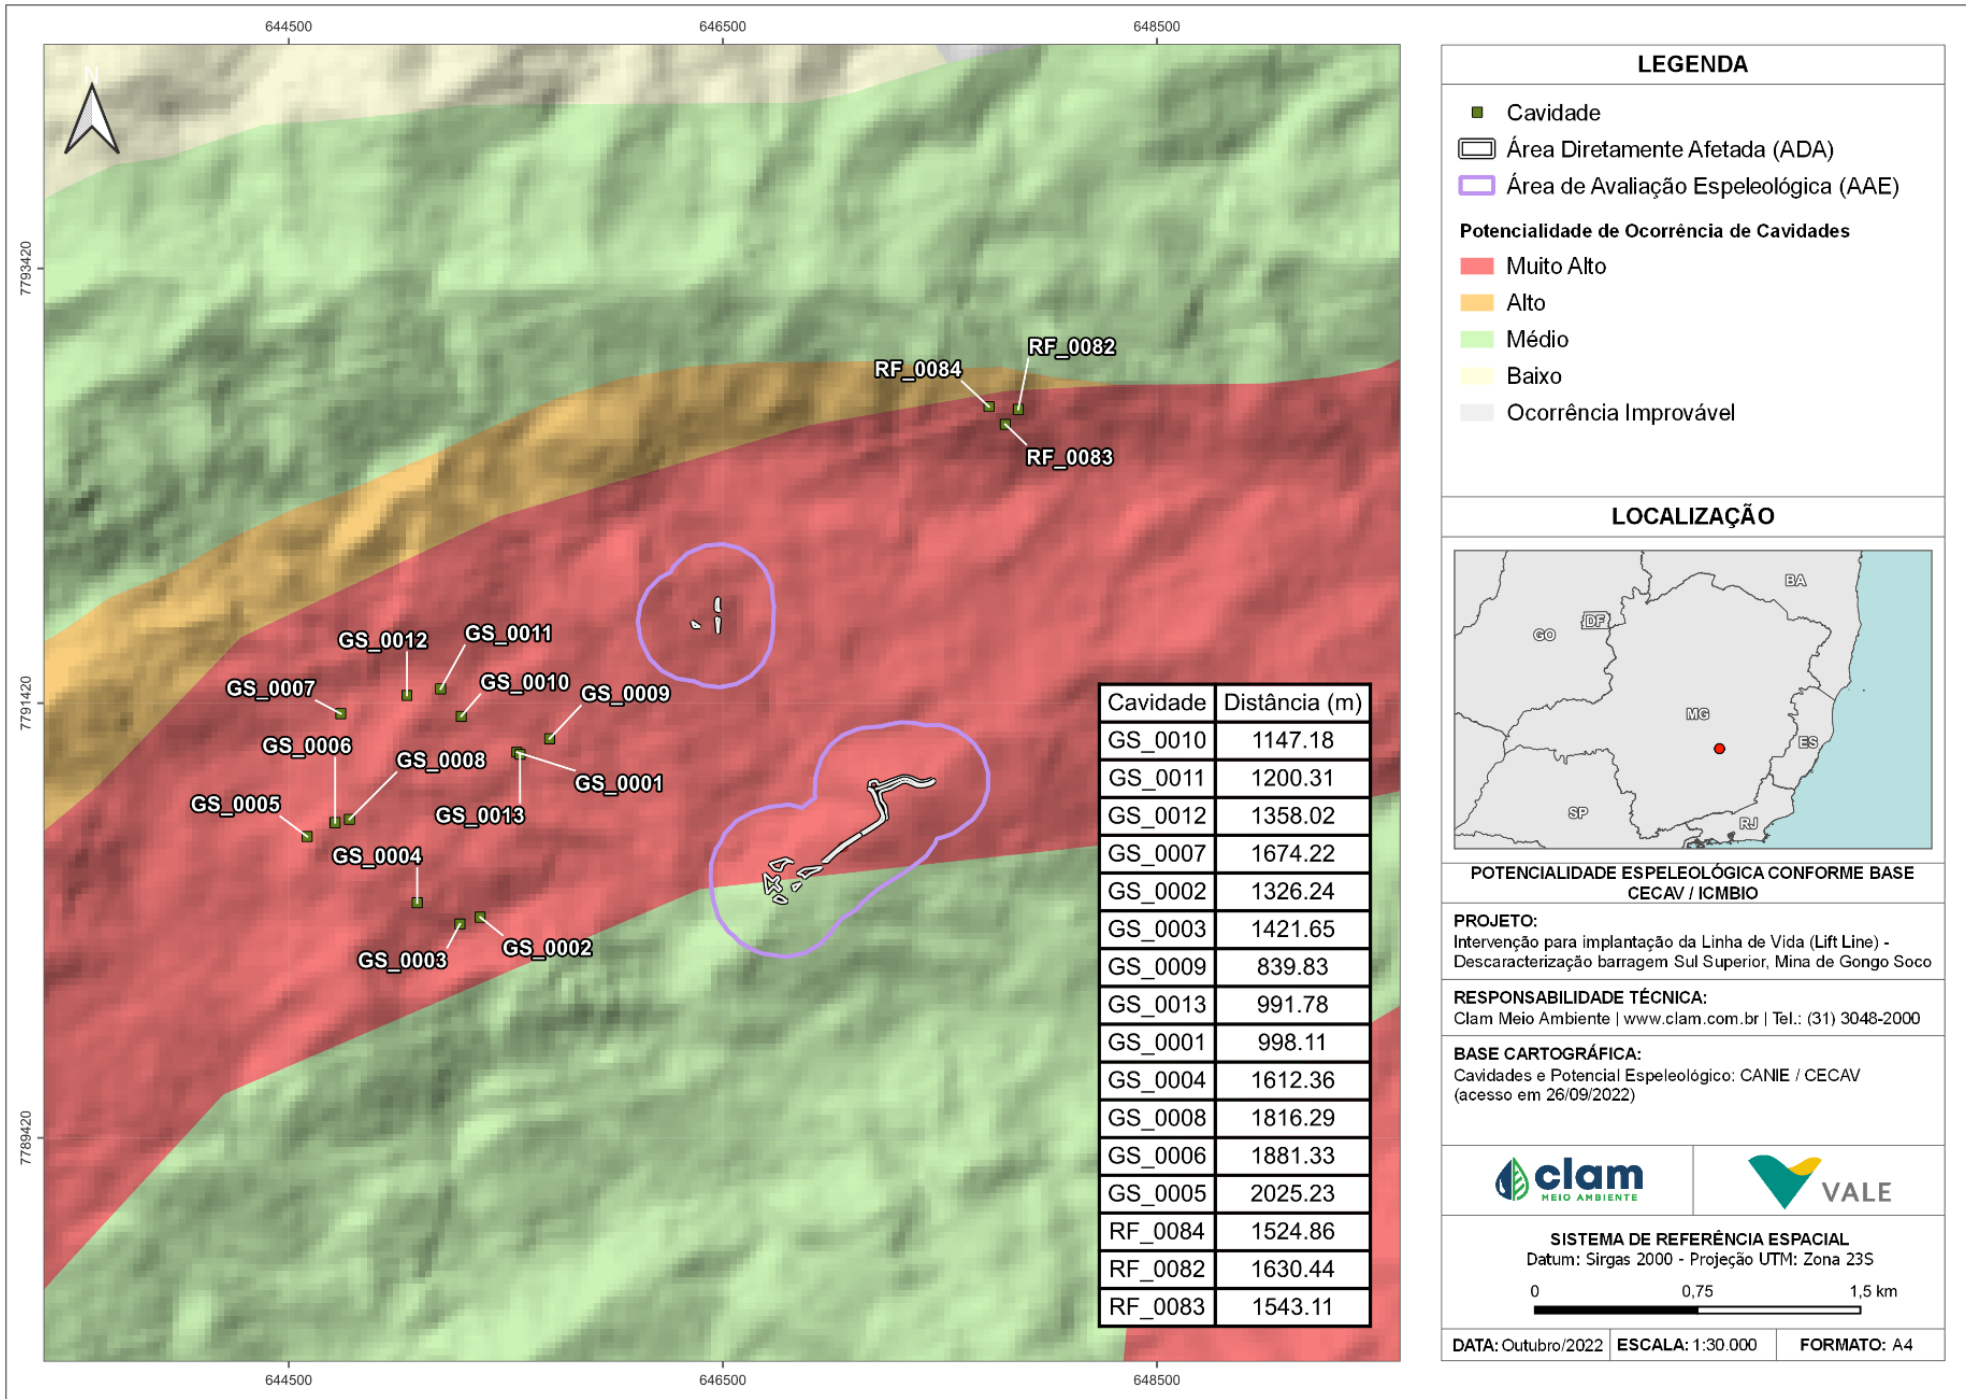 644500
646500
648500
7793420
7791420
7789420
N
RF_0082
RF_0084
RF_0083
GS_0012
GS_0011
GS_0010
GS_0009
GS_0007
GS_0006
GS_0008
GS_0001
GS_0005
GS_0013
GS_0004
GS_0003
GS_0002
Cavidade Distância (m)
GS_0010 1147.18
GS_0011 1200.31
GS_0012 1358.02
GS_0007 1674.22
GS_0002 1326.24
GS_0003 1421.65
GS_0009 839.83
GS_0013 991.78
GS_0001 998.11
GS_0004 1612.36
GS_0008 1816.29
GS_0006 1881.33
GS_0005 2025.23
RF_0084 1524.86
RF_0082 1630.44
RF_0083 1543.11
644500
646500
648500
LEGENDA
Cavidade
Área Diretamente Afetada (ADA)
Área de Avaliação Espeleológica (AAE)
Potencialidade de Ocorrência de Cavidades
Muito Alto
Alto
Médio
Baixo
Ocorrência Improvável
LOCALIZAÇÃO
BA
GO
DF
MG
ES
SP
RJ
POTENCIALIDADE ESPELEOLÓGICA CONFORME BASE
CECAV / ICMBIO
PROJETO:
Intervenção para implantação da Linha de Vida (Lift Line) -
Descaracterização barragem Sul Superior, Mina de Gongo Soco
RESPONSABILIDADE TÉCNICA:
Clam Meio Ambiente | www.clam.com.br | Tel.: (31) 3048-2000
BASE CARTOGRÁFICA:
Cavidades e Potencial Espeleológico: CANIE / CECAV
(acesso em 26/09/2022)
clam
MEIO AMBIENTE
VALE
SISTEMA DE REFERÊNCIA ESPACIAL
Datum: Sirgas 2000 - Projeção UTM: Zona 23S
0 0,75 1,5 km
DATA: Outubro/2022 ESCALA: 1:30.000 FORMATO: A4